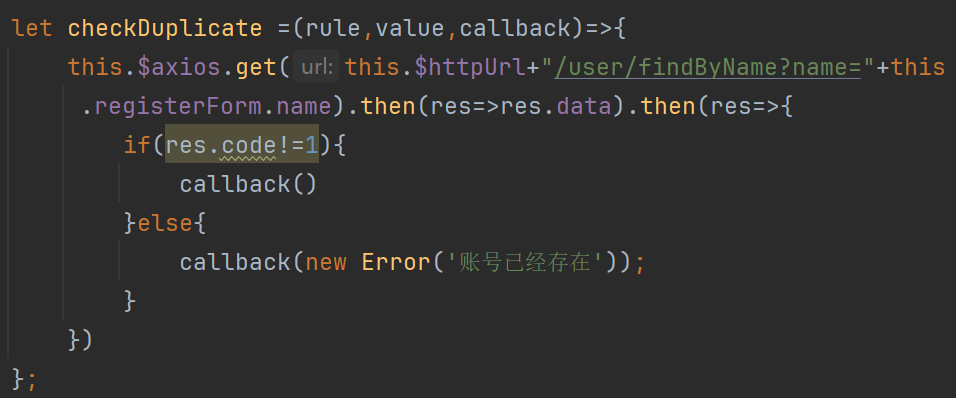 let checkDuplicate =(rule,value,callback)=>{
this.$axios.get( url: this.$httpUrl+"/user/findByName?name="+this
.registerForm.name).then(res=>res.data).then(res=>{
if(res.code!=1){
callback()
}else{
callback(new Error('账号已经存在'));
}
})
};